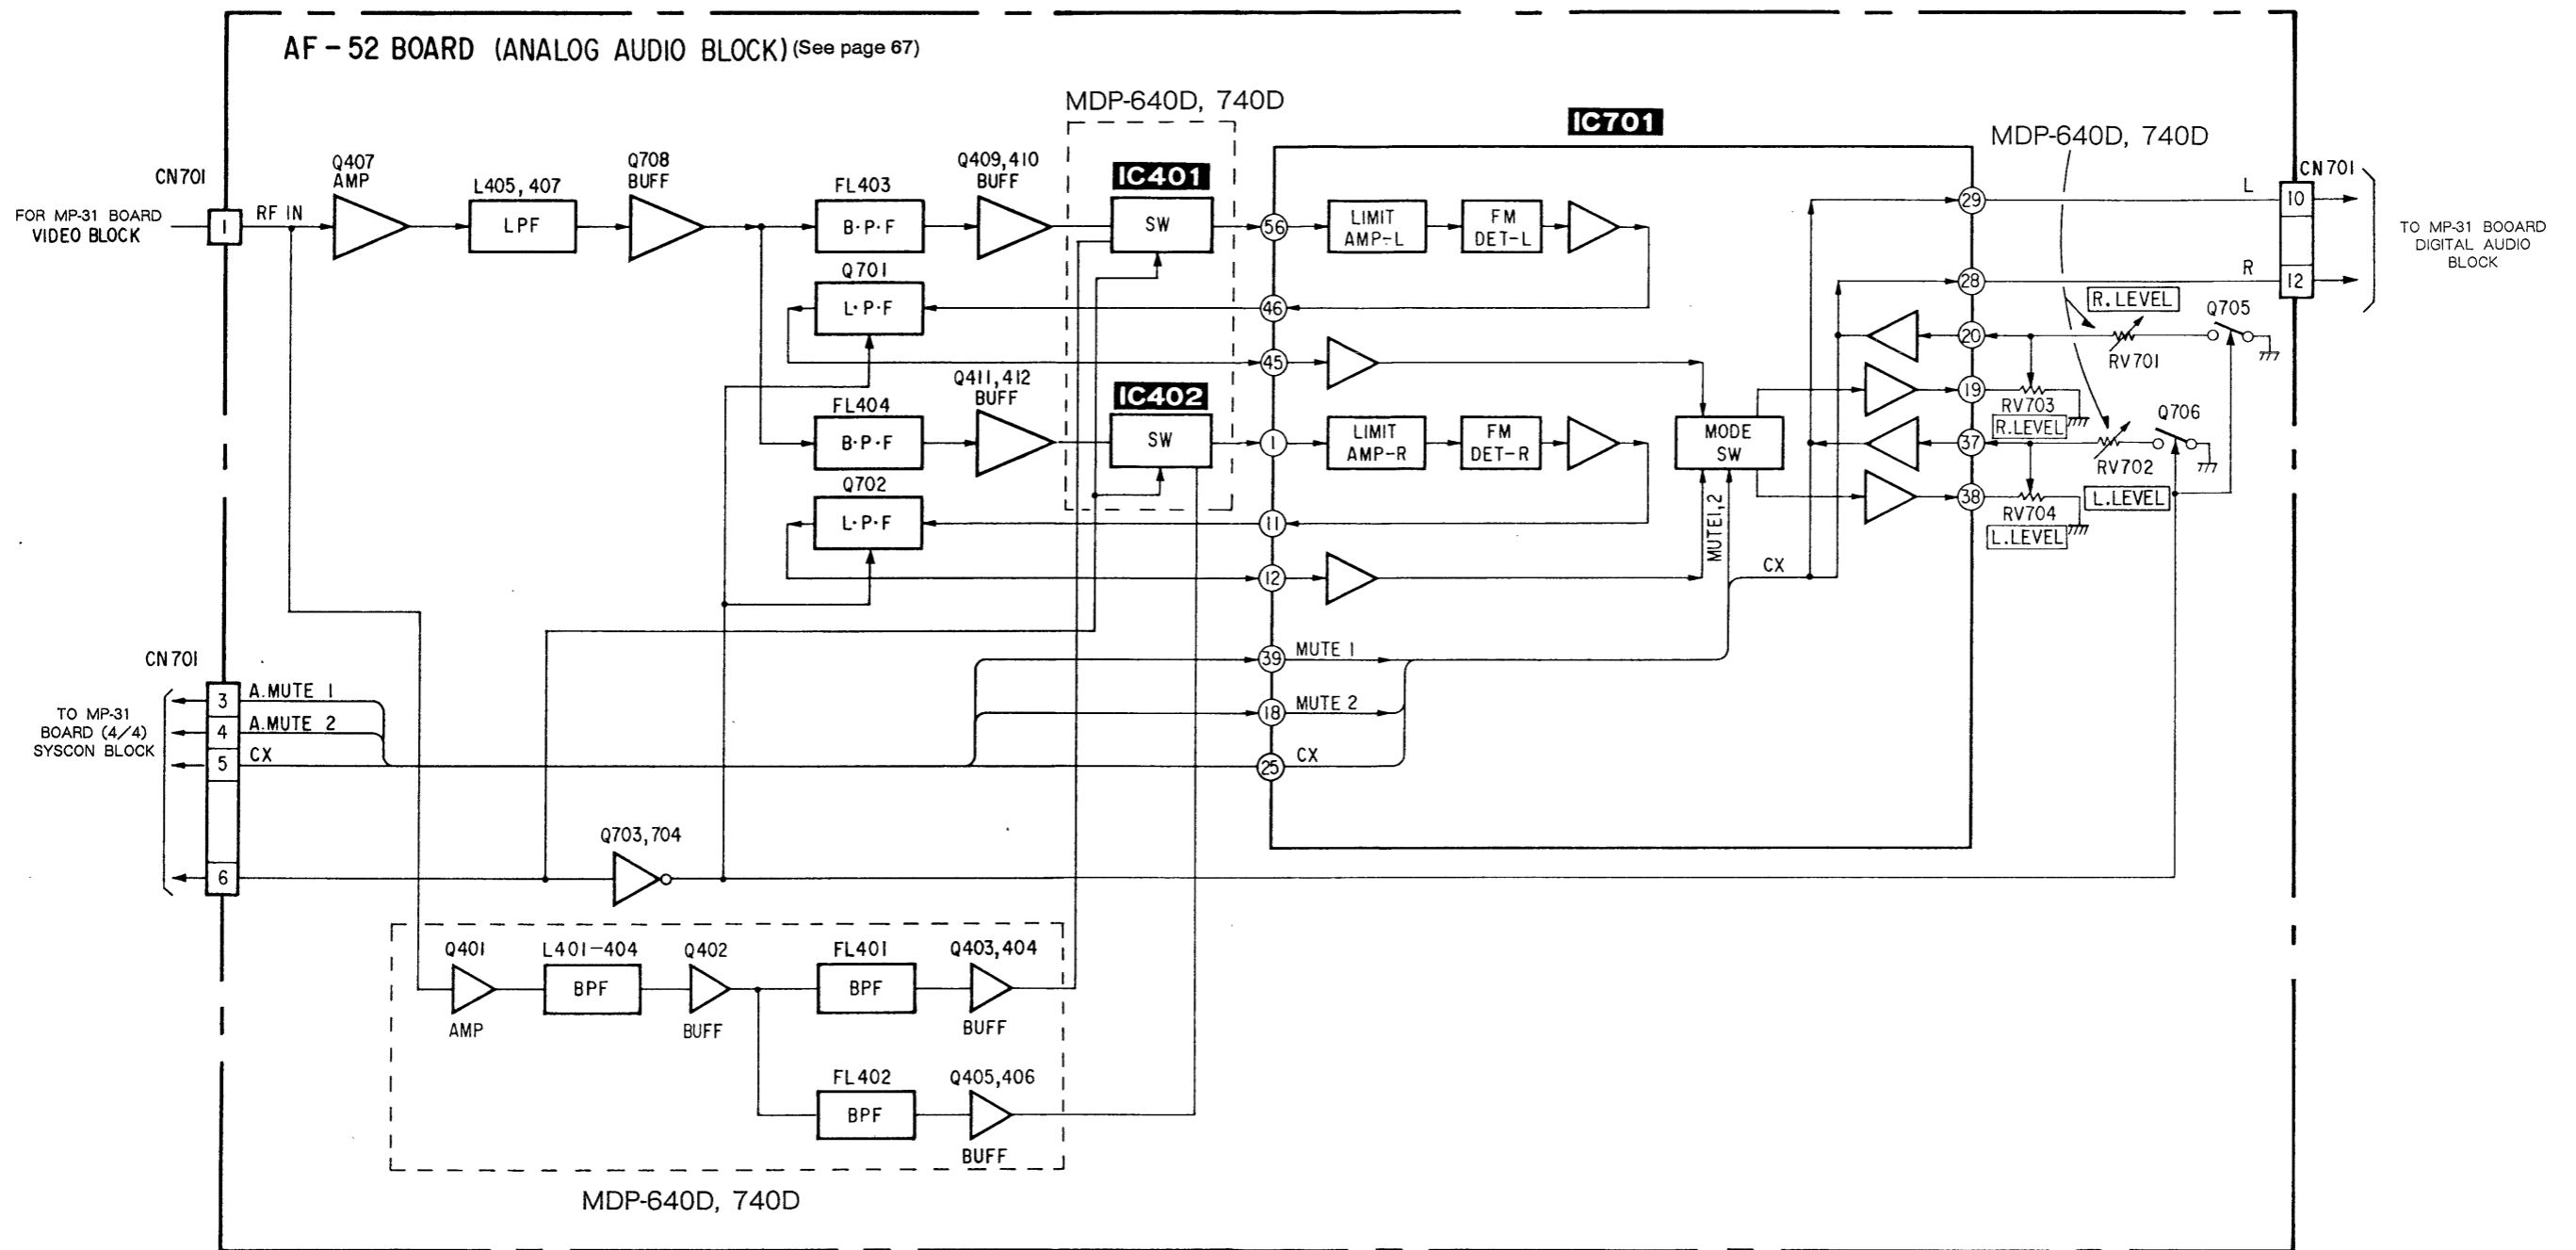 AF-52 BOARD (ANALOG AUDIO BLOCK) (See page 67)
MDP-640D, 740D
IC701
MDP-640D, 740D
CN701
FOR MP-31 BOARD
VIDEO BLOCK
1
RF IN
Q407
AMP
L405, 407
LPF
Q708
BUFF
FL403
B·P·F
Q409,410
BUFF
IC401
SW
56
LIMIT
AMP-L
FM
DET-L
29
L
CN701
10
12
TO MP-31 BOOARD
DIGITAL AUDIO
BLOCK
Q701
L·P·F
46
28
R
R.LEVEL
Q705
45
20
RV701
FL404
B·P·F
Q411,412
BUFF
IC402
SW
1
LIMIT
AMP-R
FM
DET-R
MODE
SW
19
RV703
R.LEVEL
Q706
37
RV702
L.LEVEL
38
RV704
L.LEVEL
Q702
L·P·F
11
12
MUTE1,2
CX
CN701
TO MP-31
BOARD (4/4)
SYSCON BLOCK
3
A.MUTE 1
4
A.MUTE 2
5
CX
6
39
MUTE 1
18
MUTE 2
25
CX
Q703,704
Q401
AMP
L401-404
BPF
Q402
BUFF
FL401
BPF
Q403,404
BUFF
FL402
BPF
Q405,406
BUFF
MDP-640D, 740D